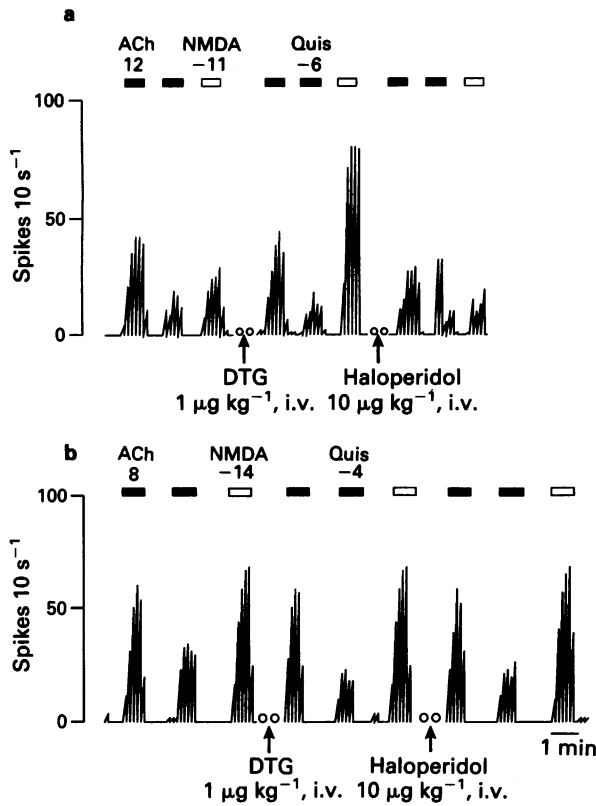 a
ACh NMDA Quis
12 −11 −6
100
50
0
Spikes 10 s⁻¹
DTG Haloperidol
1 μg kg⁻¹, i.v. 10 μg kg⁻¹, i.v.
b
ACh NMDA Quis
8 −14 −4
100
50
0
Spikes 10 s⁻¹
1 min
DTG Haloperidol
1 μg kg⁻¹, i.v. 10 μg kg⁻¹, i.v.